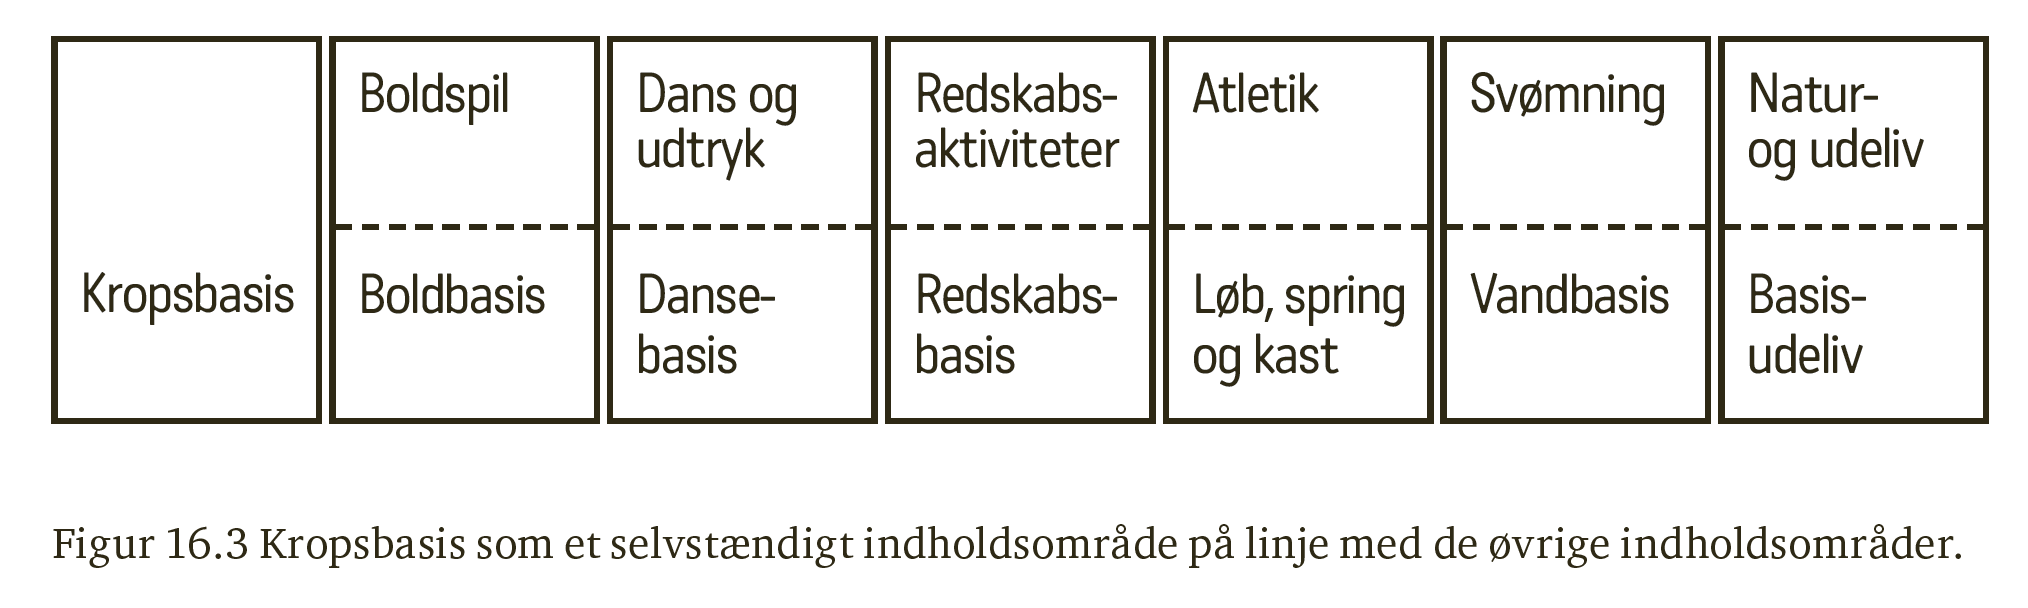 Kropsbasis
Boldspil
Boldbasis
Dans og
udtryk
Danse-
basis
Redskabs-
aktiviteter
Redskabs-
basis
Atletik
Løb, spring
og kast
Svømning
Vandbasis
Natur-
og udeliv
Basis-
udeliv
Figur 16.3 Kropsbasis som et selvstændigt indholdsområde på linje med de øvrige indholdsområder.